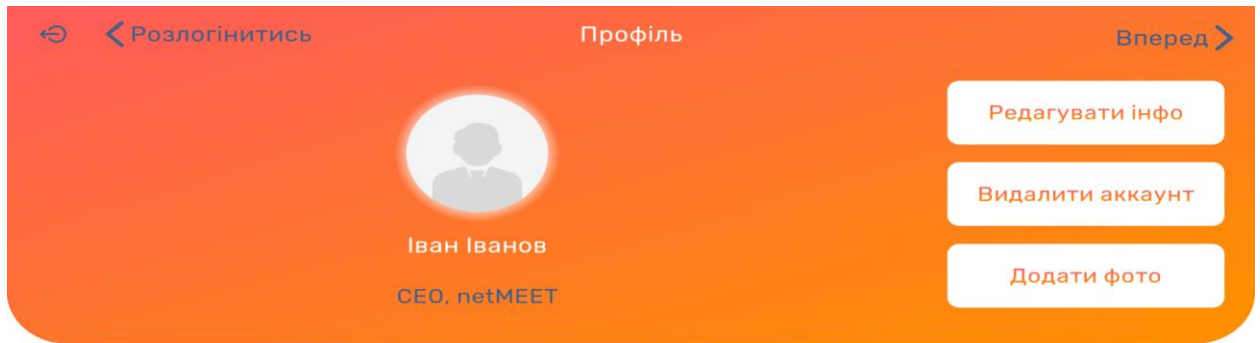 Розлогінитись
Профіль
Вперед
Редагувати інфо
Видалити аккаунт
Іван Іванов
Додати фото
CEO, netMEET